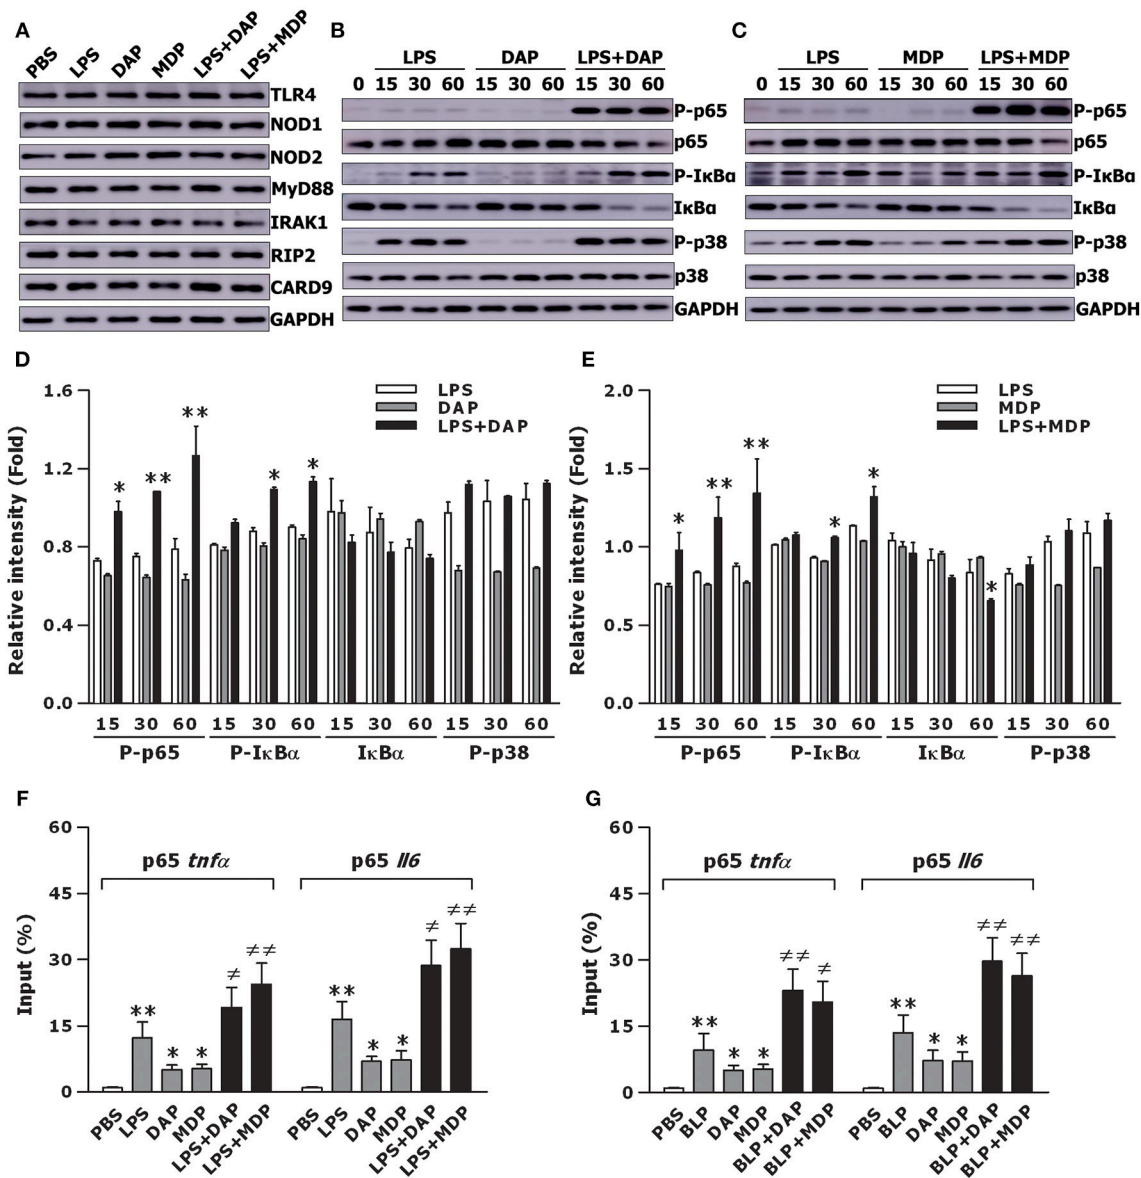 A
PBS LPS DAP MDP LPS+DAP LPS+MDP
TLR4
NOD1
NOD2
MyD88
IRAK1
RIP2
CARD9
GAPDH
B
LPS DAP LPS+DAP
0 15 30 60 15 30 60 15 30 60
P-p65
p65
P-IκBα
IκBα
P-p38
p38
GAPDH
C
LPS MDP LPS+MDP
0 15 30 60 15 30 60 15 30 60
P-p65
p65
P-IκBα
IκBα
P-p38
p38
GAPDH
D
Relative intensity (Fold)
1.6
1.2
0.8
0.4
0.0
LPS
DAP
LPS+DAP
* ** ** * *
15 30 60 15 30 60 15 30 60 15 30 60
P-p65 P-IκBα IκBα P-p38
E
Relative intensity (Fold)
2.0
1.5
1.0
0.5
0.0
LPS
MDP
LPS+MDP
* ** ** * * *
15 30 60 15 30 60 15 30 60 15 30 60
P-p65 P-IκBα IκBα P-p38
F
Input (%)
60
45
30
15
0
p65 tnfα p65 Il6
** * * ≠ ≠≠ ** * * ≠ ≠≠
PBS LPS DAP MDP LPS+DAP LPS+MDP PBS LPS DAP MDP LPS+DAP LPS+MDP
G
Input (%)
60
45
30
15
0
p65 tnfα p65 Il6
** * * ≠≠ ≠ ** * * ≠≠ ≠≠
PBS BLP DAP MDP BLP+DAP BLP+MDP PBS BLP DAP MDP BLP+DAP BLP+MDP